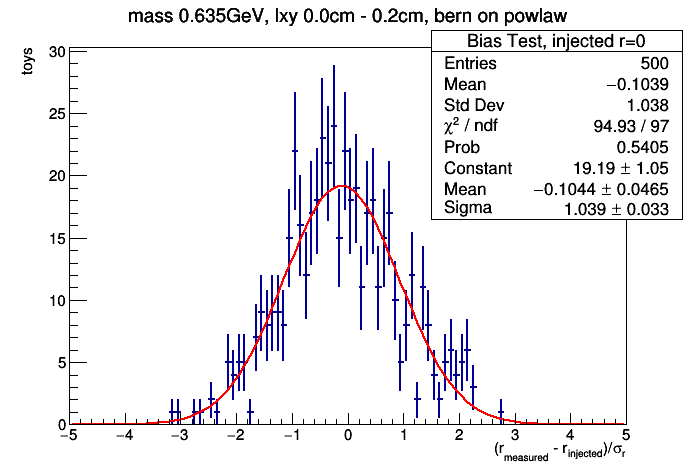 mass 0.635GeV, lxy 0.0cm - 0.2cm, bern on powlaw
Bias Test, injected r=0
Entries 500
Mean −0.1039
Std Dev 1.038
χ² / ndf 94.93 / 97
Prob 0.5405
Constant 19.19 ± 1.05
Mean −0.1044 ± 0.0465
Sigma 1.039 ± 0.033
toys
30
25
20
15
10
5
0
−5 −4 −3 −2 −1 0 1 2 3 4 5
(r_measured - r_injected)/σ_r